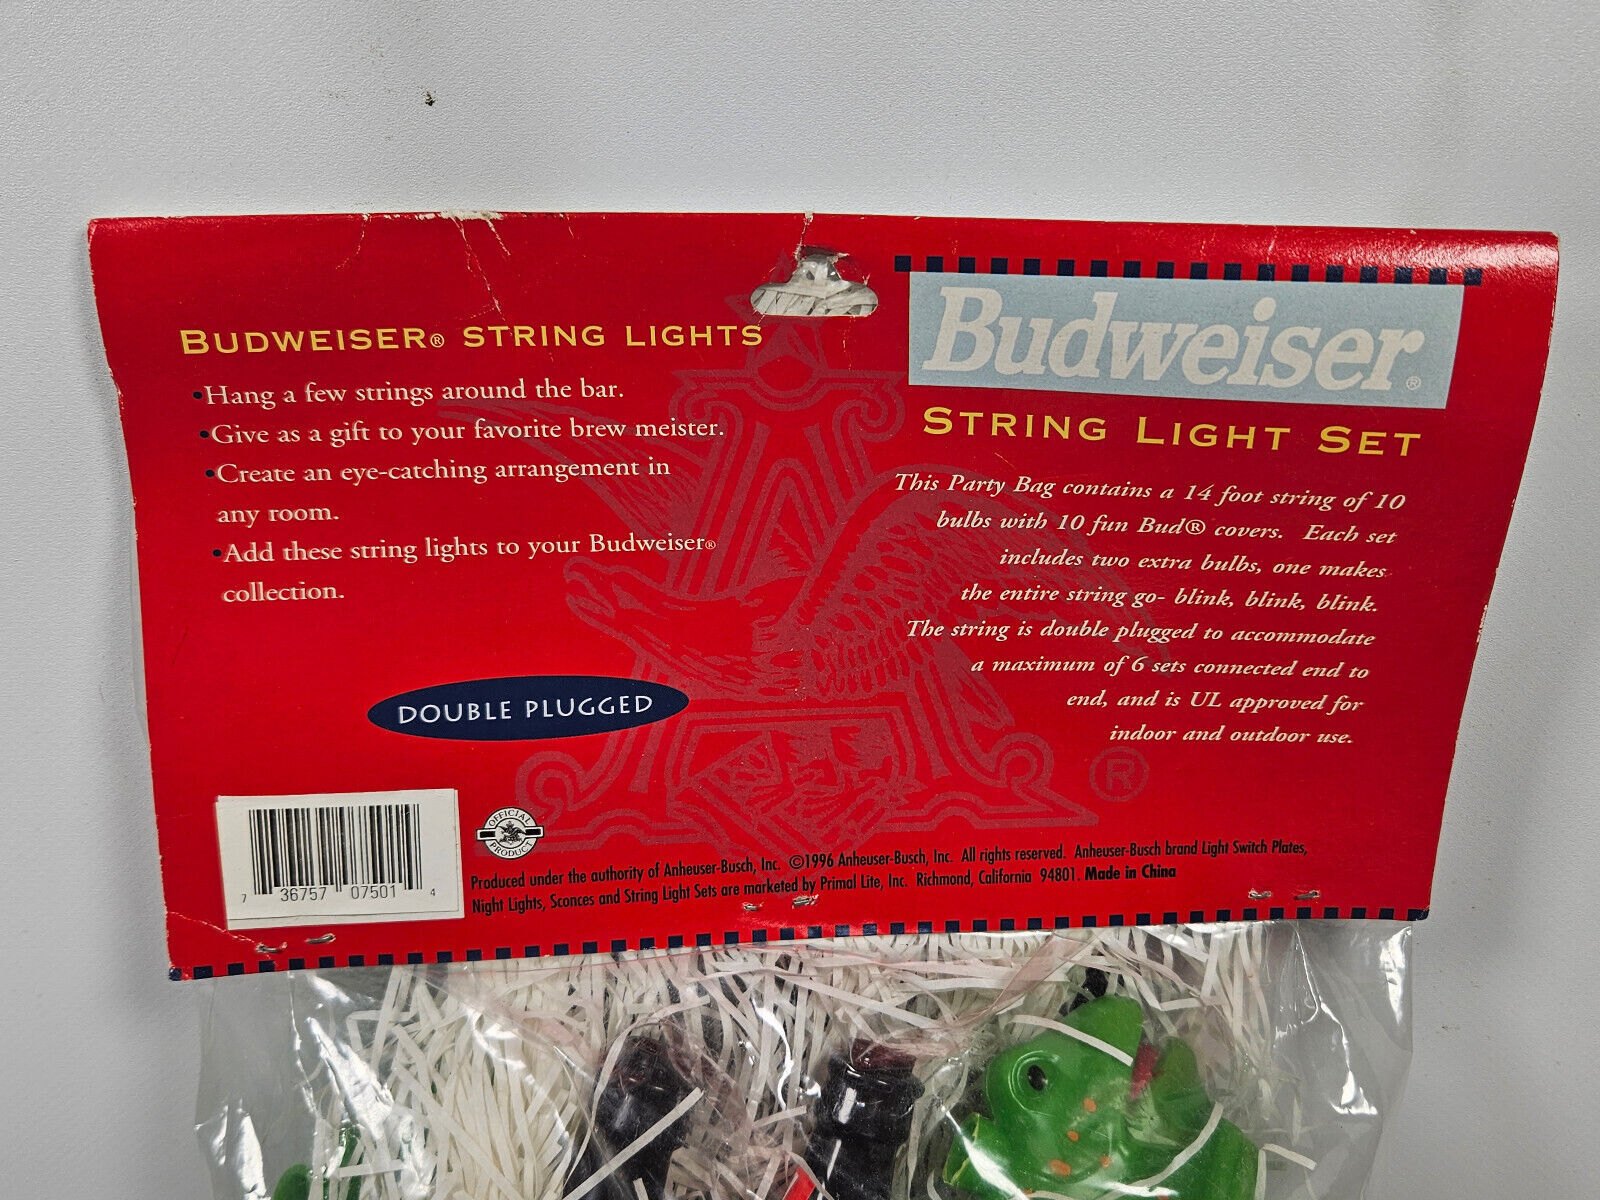 BUDWEISER® STRING LIGHTS
•Hang a few strings around the bar.
•Give as a gift to your favorite brew meister.
•Create an eye-catching arrangement in
any room.
•Add these string lights to your Budweiser®
collection.
DOUBLE PLUGGED
Budweiser®
STRING LIGHT SET
This Party Bag contains a 14 foot string of 10
bulbs with 10 fun Bud® covers. Each set
includes two extra bulbs, one makes
the entire string go- blink, blink, blink.
The string is double plugged to accommodate
a maximum of 6 sets connected end to
end, and is UL approved for
indoor and outdoor use.
®
7 36757 07501 4
OFFICIAL
PRODUCT
Produced under the authority of Anheuser-Busch, Inc. ©1996 Anheuser-Busch, Inc. All rights reserved. Anheuser-Busch brand Light Switch Plates,
Night Lights, Sconces and String Light Sets are marketed by Primal Lite, Inc. Richmond, California 94801. Made in China